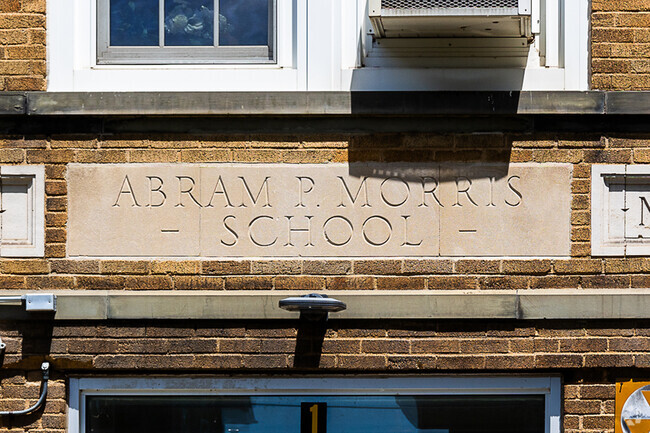 ABRAM P. MORRIS
– SCHOOL –
M
1